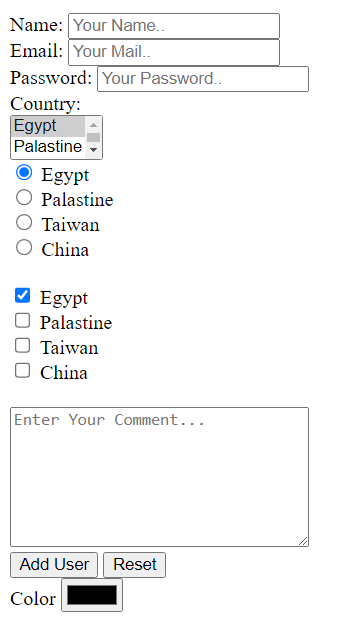 Name: Your Name..
Email: Your Mail..
Password: Your Password..
Country:
Egypt
Palastine
Egypt
Palastine
Taiwan
China
Egypt
Palastine
Taiwan
China
Enter Your Comment...
Add User Reset
Color